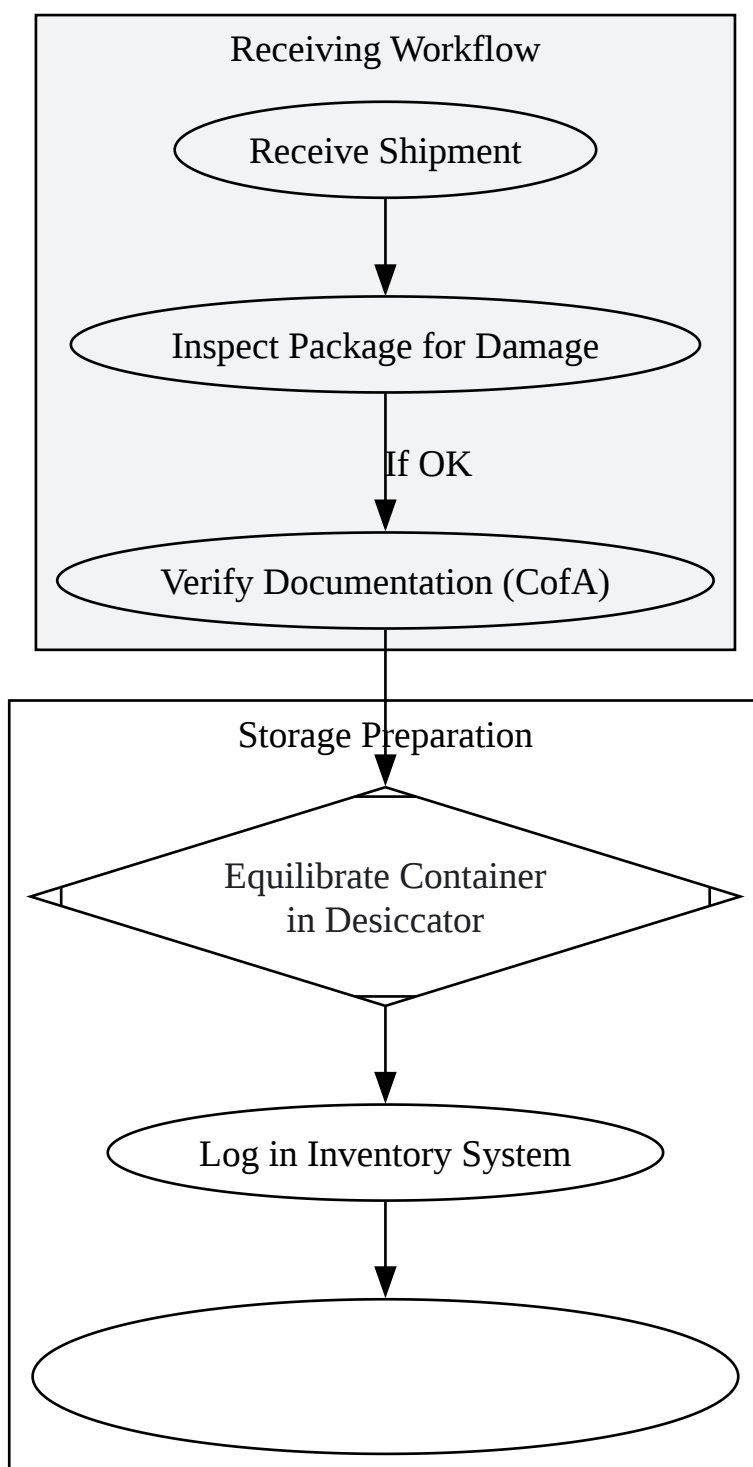 Receiving Workflow
Receive Shipment
Inspect Package for Damage
If OK
Verify Documentation (CofA)
Storage Preparation
Equilibrate Container
in Desiccator
Log in Inventory System